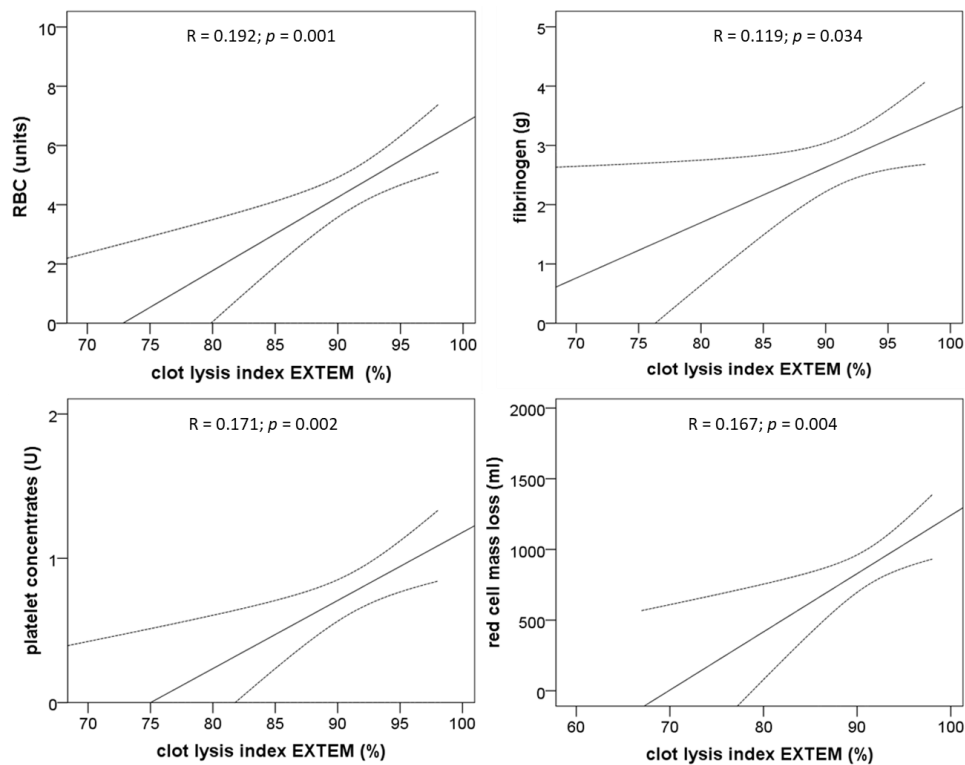 R = 0.192; p = 0.001
10
8
6
4
2
0
RBC (units)
70 75 80 85 90 95 100
clot lysis index EXTEM (%)
R = 0.119; p = 0.034
5
4
3
2
1
0
fibrinogen (g)
70 75 80 85 90 95 100
clot lysis index EXTEM (%)
R = 0.171; p = 0.002
2
1
0
platelet concentrates (U)
70 75 80 85 90 95 100
clot lysis index EXTEM (%)
R = 0.167; p = 0.004
2000
1500
1000
500
0
red cell mass loss (ml)
60 70 80 90 100
clot lysis index EXTEM (%)